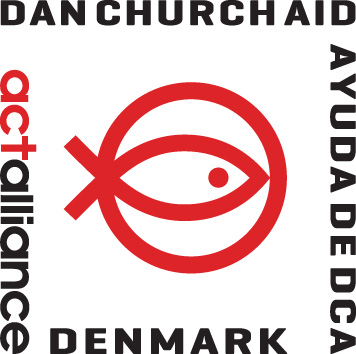 DAN CHURCH AID
AYUDA DE DCA
DENMARK
actalliance